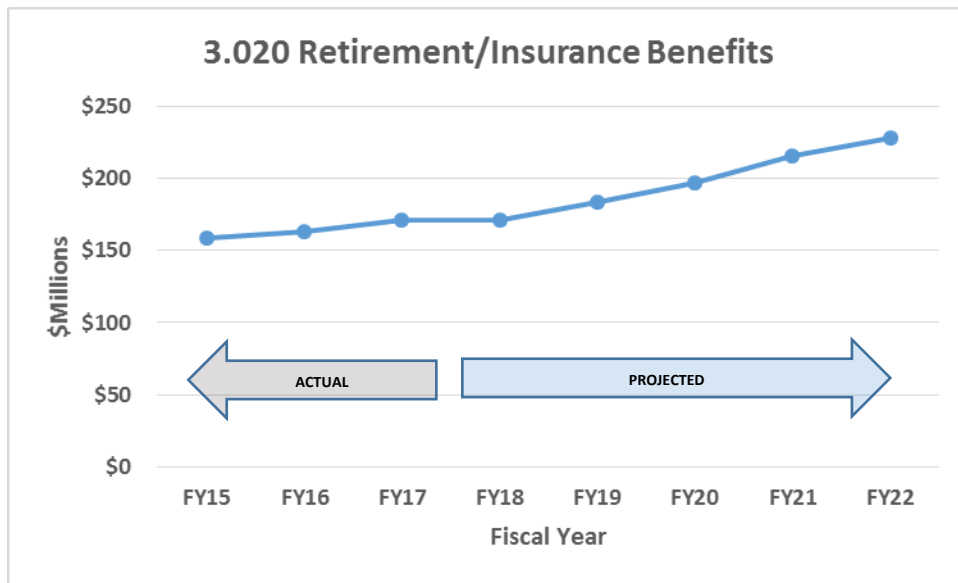 3.020 Retirement/Insurance Benefits
$250
$200
$150
$100
$50
$0
$Millions
ACTUAL
PROJECTED
FY15 FY16 FY17 FY18 FY19 FY20 FY21 FY22
Fiscal Year